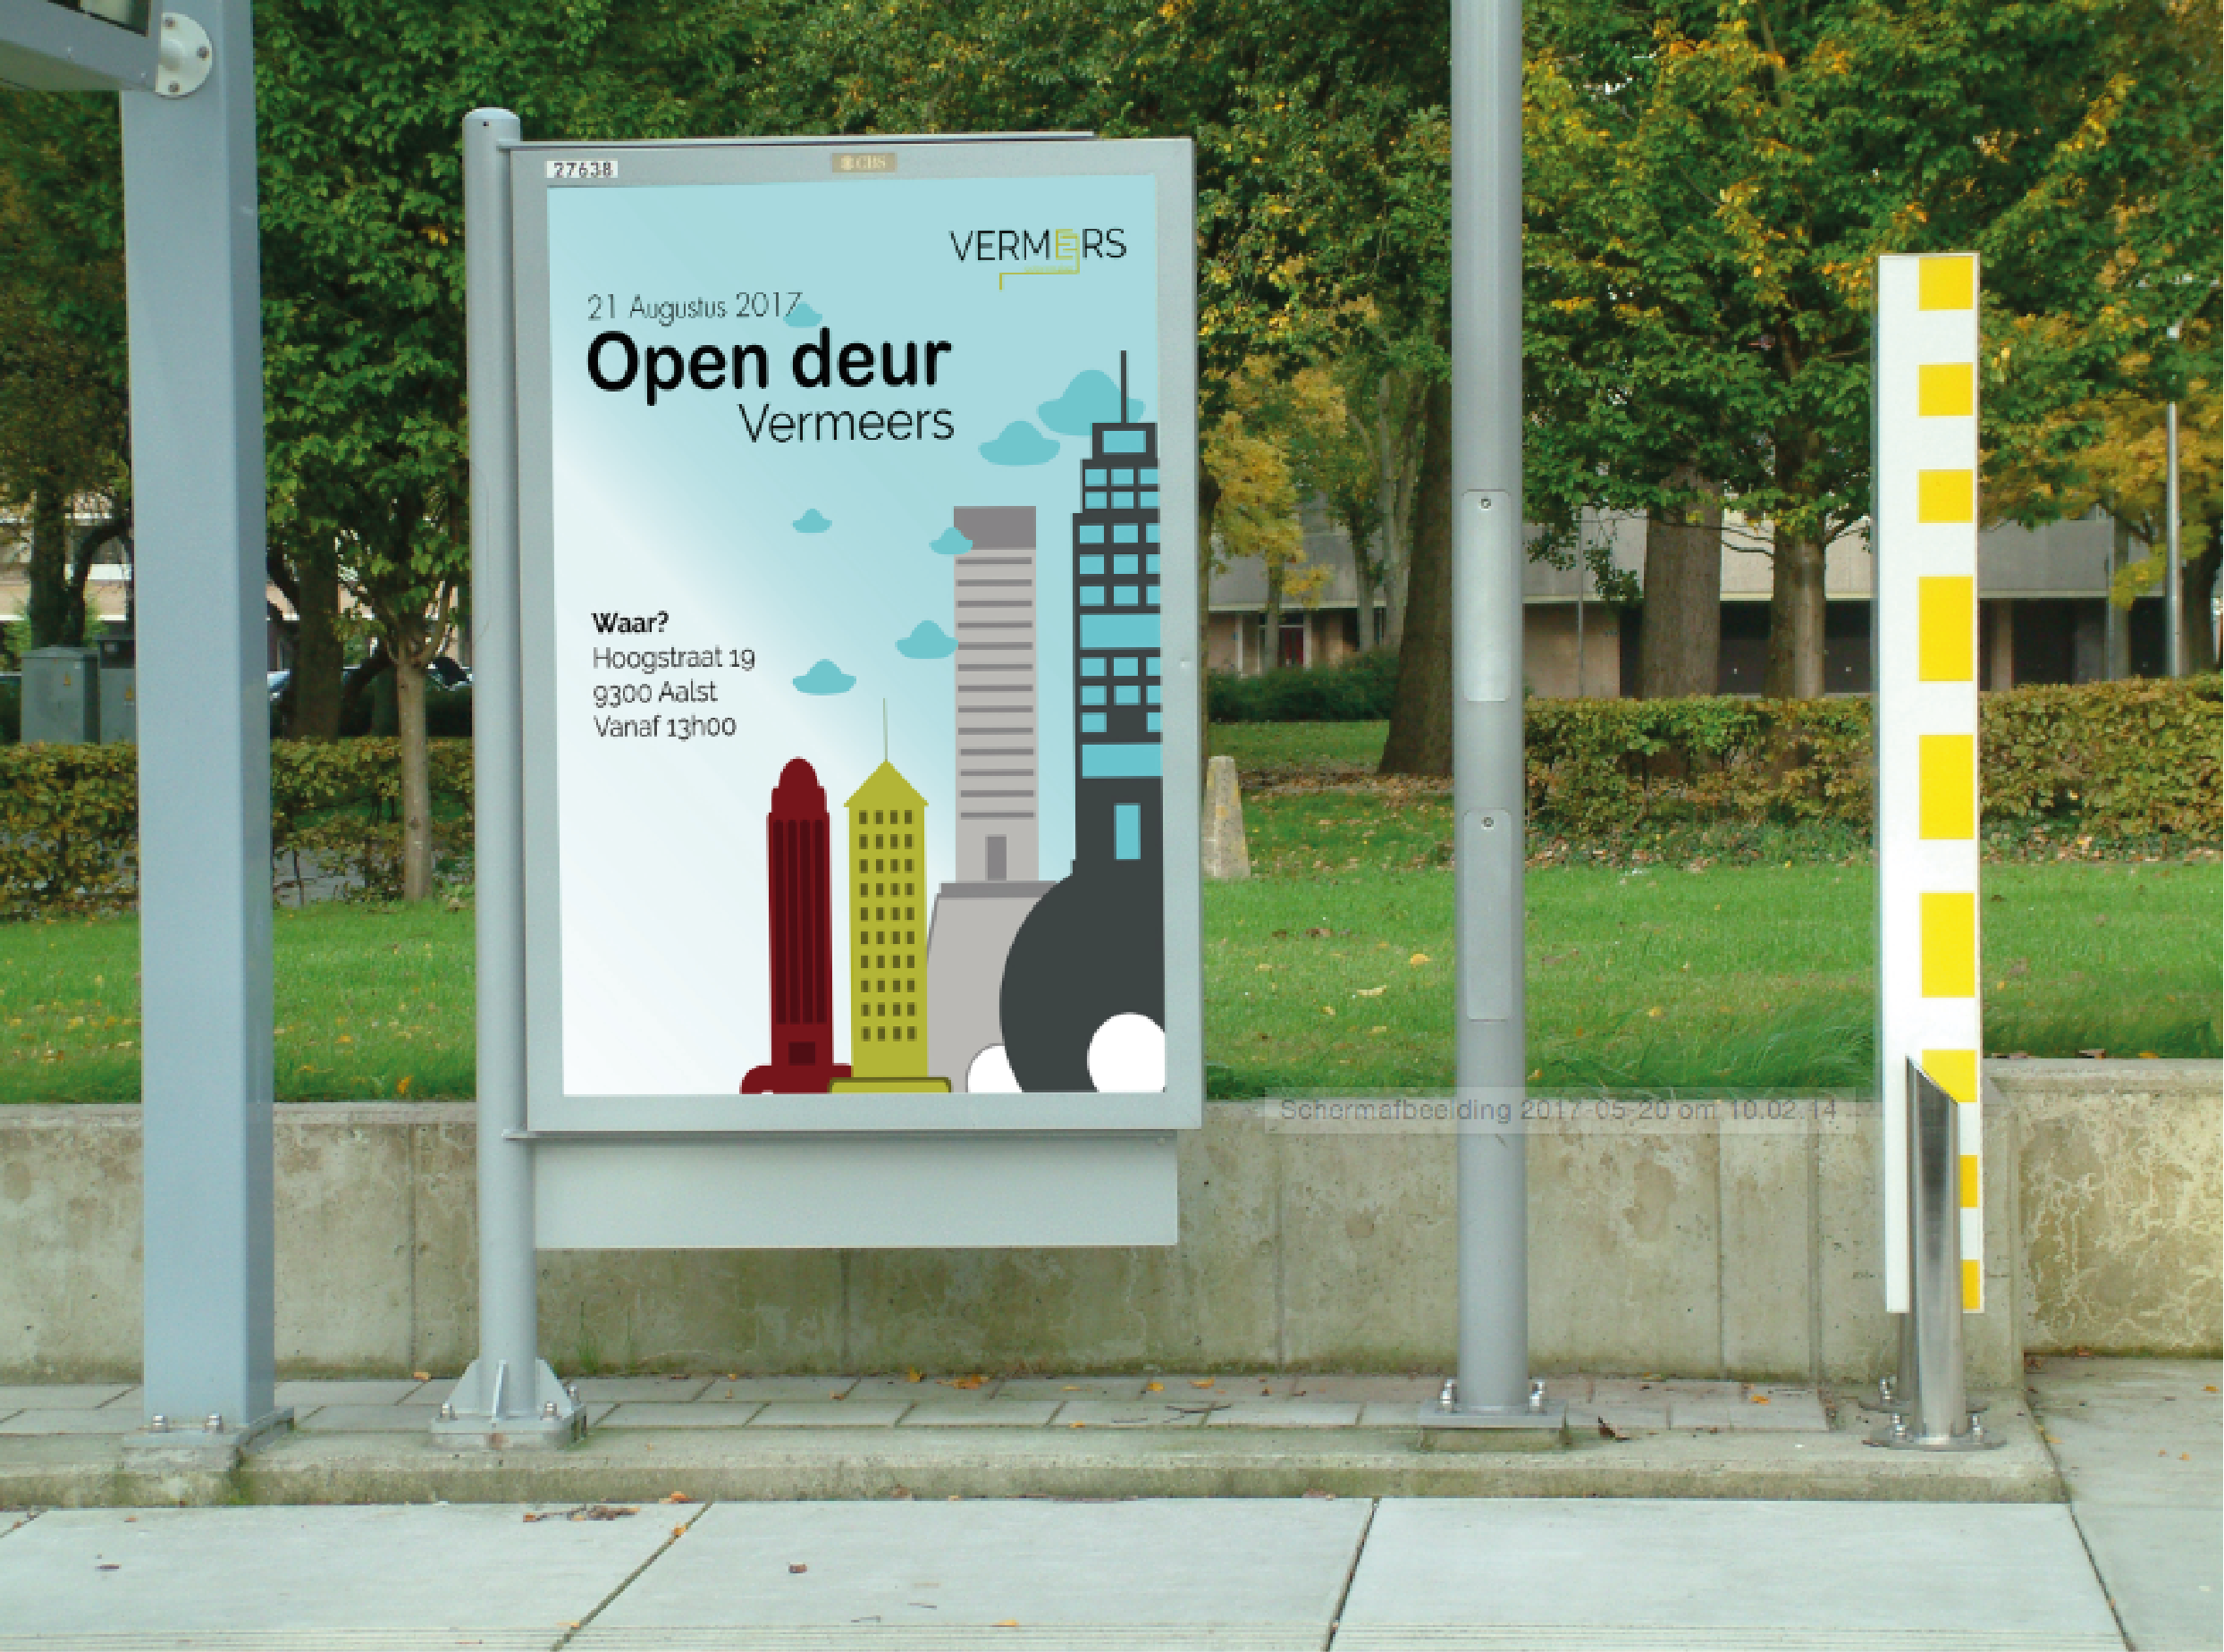 27638
CBS
VERMEERS
21 Augustus 2017
Open deur
Vermeers
Waar?
Hoogstraat 19
9300 Aalst
Vanaf 13h00
Schermafbeelding 2017-05-20 om 10.02.14